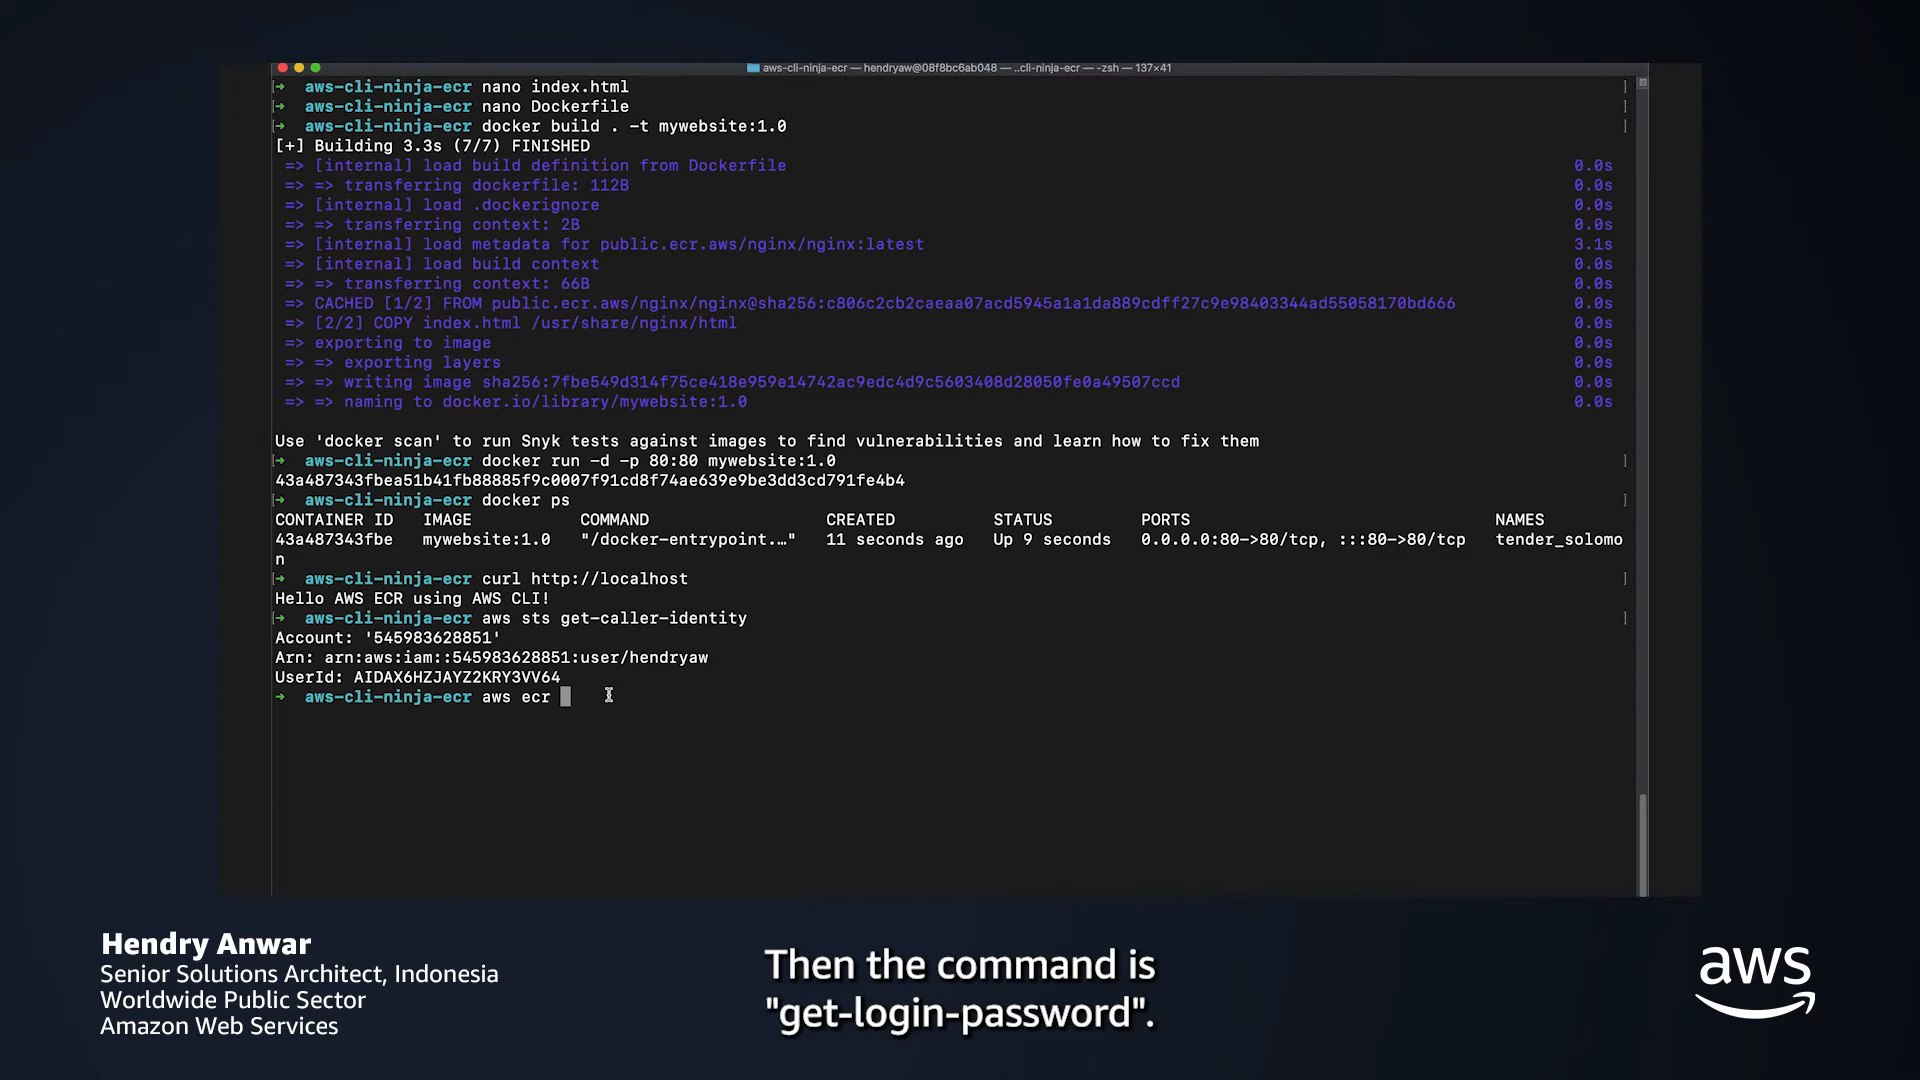 aws-cli-ninja-ecr — hendryaw@08f8bc6ab048 — ..cli-ninja-ecr — -zsh — 137×41
[→  aws-cli-ninja-ecr nano index.html ]
[→  aws-cli-ninja-ecr nano Dockerfile ]
[→  aws-cli-ninja-ecr docker build . -t mywebsite:1.0 ]
[+] Building 3.3s (7/7) FINISHED
=> [internal] load build definition from Dockerfile 0.0s
=> => transferring dockerfile: 112B 0.0s
=> [internal] load .dockerignore 0.0s
=> => transferring context: 2B 0.0s
=> [internal] load metadata for public.ecr.aws/nginx/nginx:latest 3.1s
=> [internal] load build context 0.0s
=> => transferring context: 66B 0.0s
=> CACHED [1/2] FROM public.ecr.aws/nginx/nginx@sha256:c806c2cb2caeaa07acd5945a1a1da889cdff27c9e98403344ad55058170bd666 0.0s
=> [2/2] COPY index.html /usr/share/nginx/html 0.0s
=> exporting to image 0.0s
=> => exporting layers 0.0s
=> => writing image sha256:7fbe549d314f75ce418e959e14742ac9edc4d9c5603408d28050fe0a49507ccd 0.0s
=> => naming to docker.io/library/mywebsite:1.0 0.0s
Use 'docker scan' to run Snyk tests against images to find vulnerabilities and learn how to fix them
[→  aws-cli-ninja-ecr docker run -d -p 80:80 mywebsite:1.0 ]
43a487343fbea51b41fb88885f9c0007f91cd8f74ae639e9be3dd3cd791fe4b4
[→  aws-cli-ninja-ecr docker ps ]
CONTAINER ID   IMAGE   COMMAND   CREATED   STATUS   PORTS   NAMES
43a487343fbe   mywebsite:1.0   "/docker-entrypoint.…"   11 seconds ago   Up 9 seconds   0.0.0.0:80->80/tcp, :::80->80/tcp   tender_solomo
n
[→  aws-cli-ninja-ecr curl http://localhost ]
Hello AWS ECR using AWS CLI!
[→  aws-cli-ninja-ecr aws sts get-caller-identity ]
Account: '545983628851'
Arn: arn:aws:iam::545983628851:user/hendryaw
UserId: AIDAX6HZJAYZ2KRY3VV64
→  aws-cli-ninja-ecr aws ecr
Hendry Anwar
Senior Solutions Architect, Indonesia
Worldwide Public Sector
Amazon Web Services
Then the command is
"get-login-password".
aws